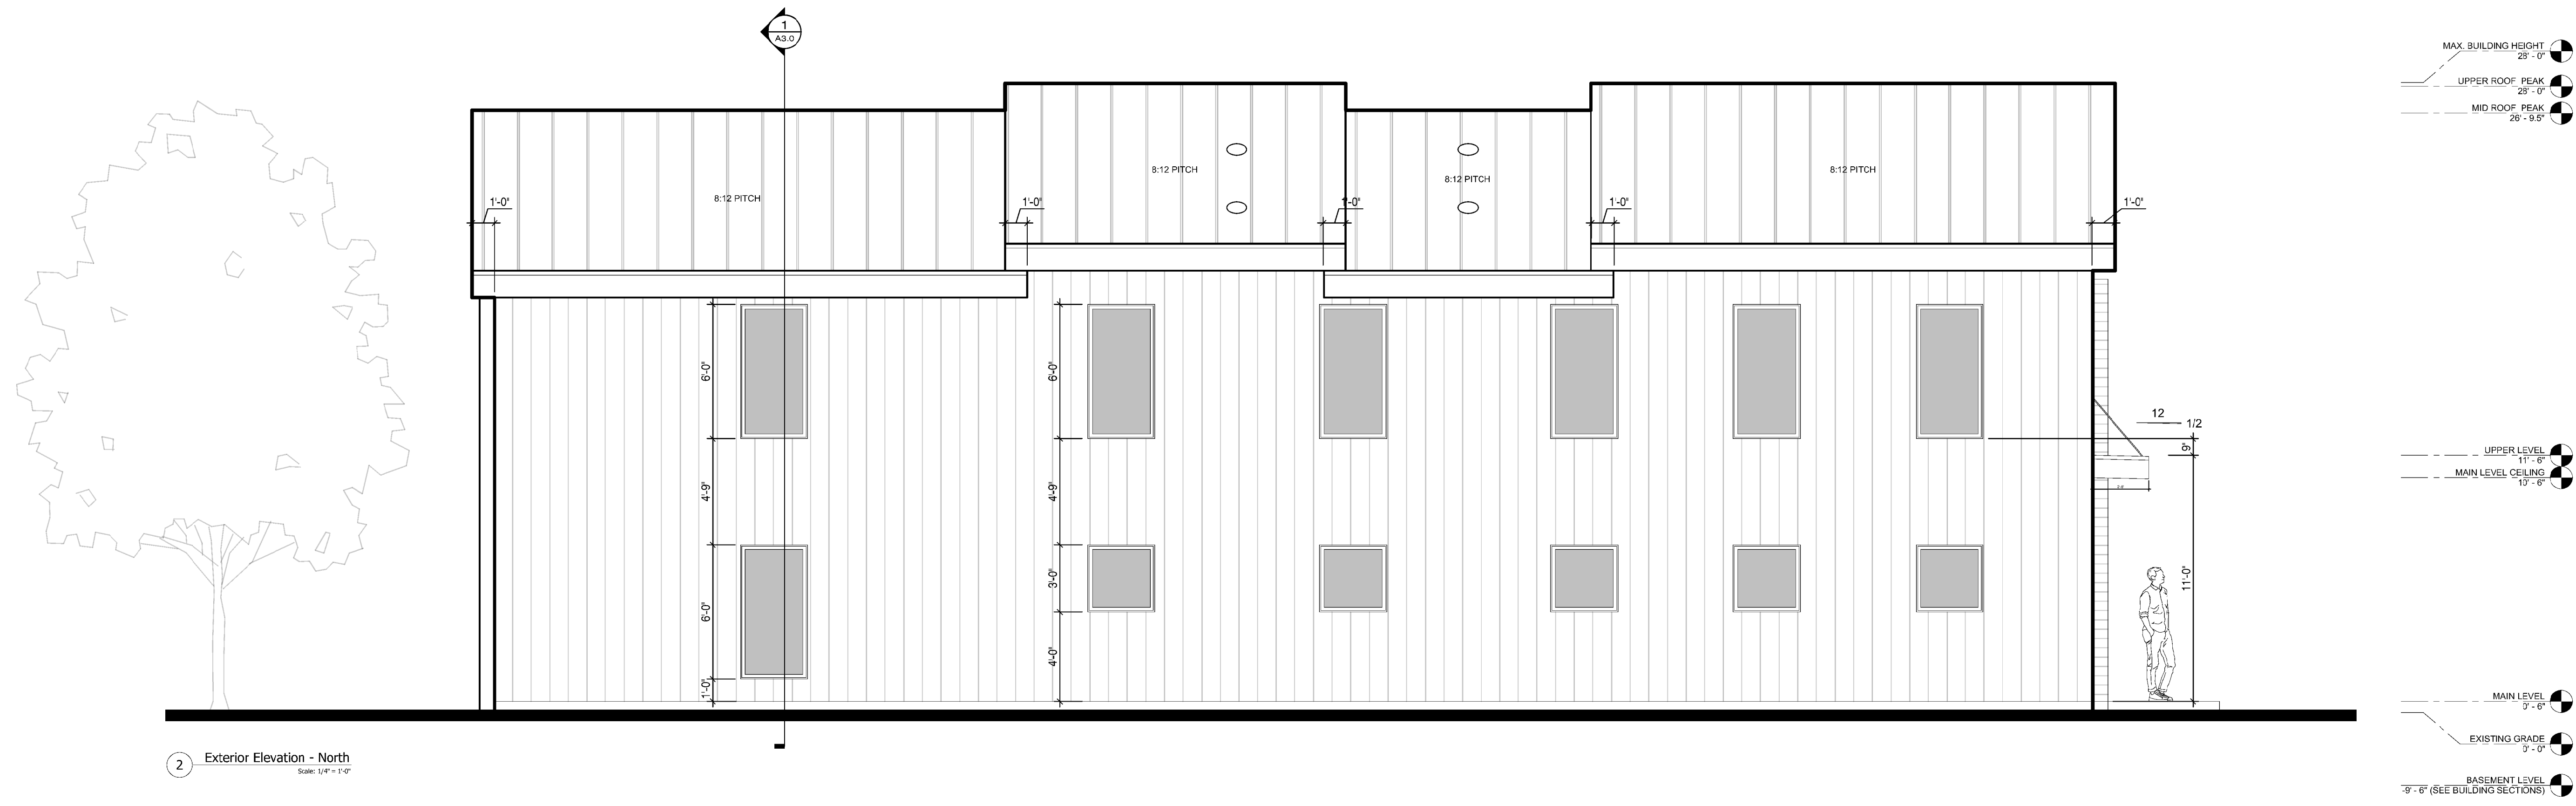 1
A3.0
MAX. BUILDING HEIGHT
28' - 0"
UPPER ROOF PEAK
28' - 0"
MID ROOF PEAK
26' - 9.5"
8:12 PITCH
8:12 PITCH
8:12 PITCH
8:12 PITCH
1'-0"
1'-0"
1'-0"
1'-0"
1'-0"
6'-0"
6'-0"
12
1/2
9"
UPPER LEVEL
11' - 6"
MAIN LEVEL CEILING
10' - 6"
4'-9"
4'-9"
6'-0"
3'-0"
11'-0"
4'-0"
1'-0"
MAIN LEVEL
0' - 6"
EXISTING GRADE
0' - 0"
2
Exterior Elevation - North
Scale: 1/4" = 1'-0"
BASEMENT LEVEL
-9' - 6" (SEE BUILDING SECTIONS)